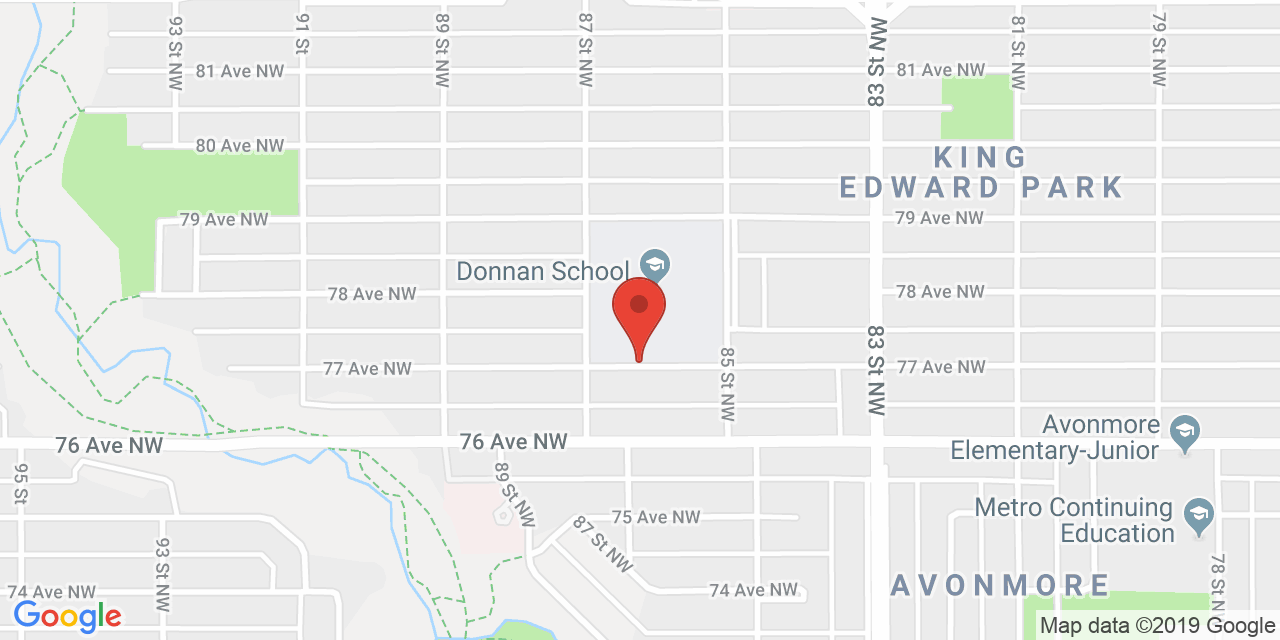 93 St NW
91 St
89 St NW
87 St NW
83 St NW
81 St NW
79 St NW
81 Ave NW
81 Ave NW
80 Ave NW
KING
EDWARD PARK
79 Ave NW
79 Ave NW
Donnan School
78 Ave NW
78 Ave NW
77 Ave NW
85 St NW
83 St NW
77 Ave NW
76 Ave NW
76 Ave NW
Avonmore
Elementary-Junior
95 St
89 St NW
Metro Continuing
Education
75 Ave NW
87 St NW
93 St NW
78 St N
74 Ave NW
74 Ave NW
AVONMORE
Google
Map data ©2019 Google